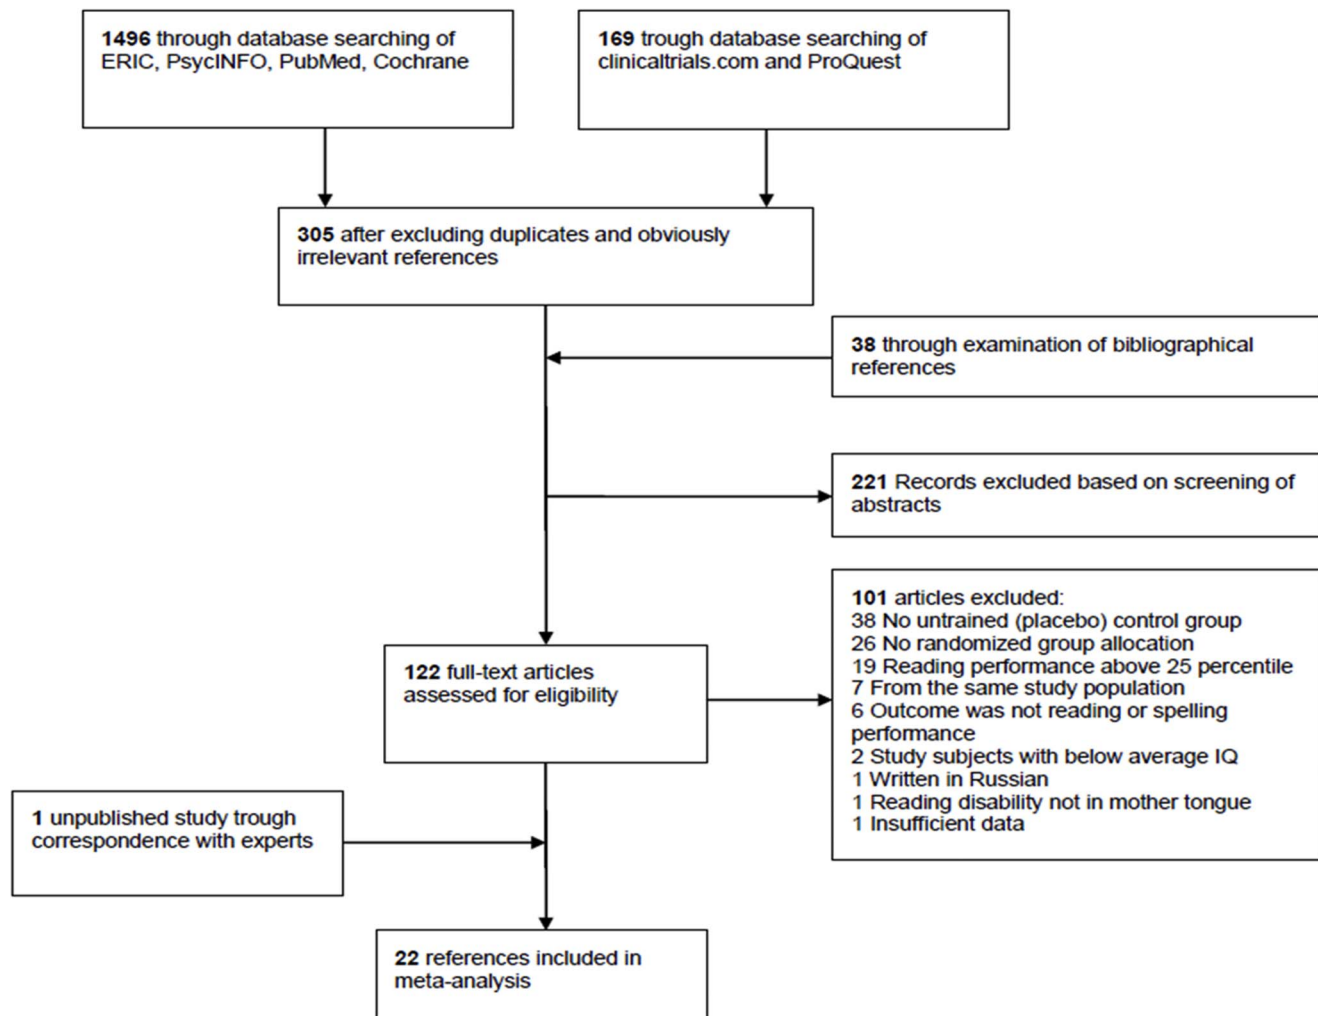 1496 through database searching of
ERIC, PsycINFO, PubMed, Cochrane
169 trough database searching of
clinicaltrials.com and ProQuest
305 after excluding duplicates and obviously
irrelevant references
38 through examination of bibliographical
references
221 Records excluded based on screening of
abstracts
122 full-text articles
assessed for eligibility
101 articles excluded:
38 No untrained (placebo) control group
26 No randomized group allocation
19 Reading performance above 25 percentile
7 From the same study population
6 Outcome was not reading or spelling
performance
2 Study subjects with below average IQ
1 Written in Russian
1 Reading disability not in mother tongue
1 Insufficient data
1 unpublished study trough
correspondence with experts
22 references included in
meta-analysis